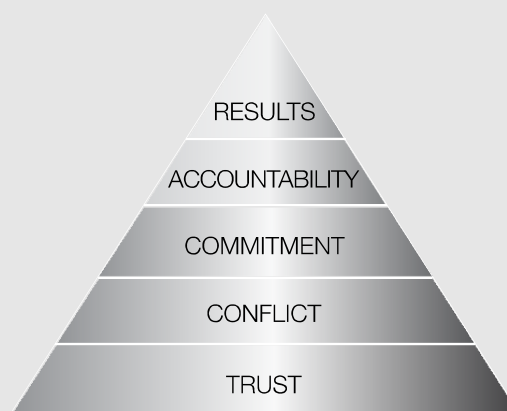 RESULTS
ACCOUNTABILITY
COMMITMENT
CONFLICT
TRUST